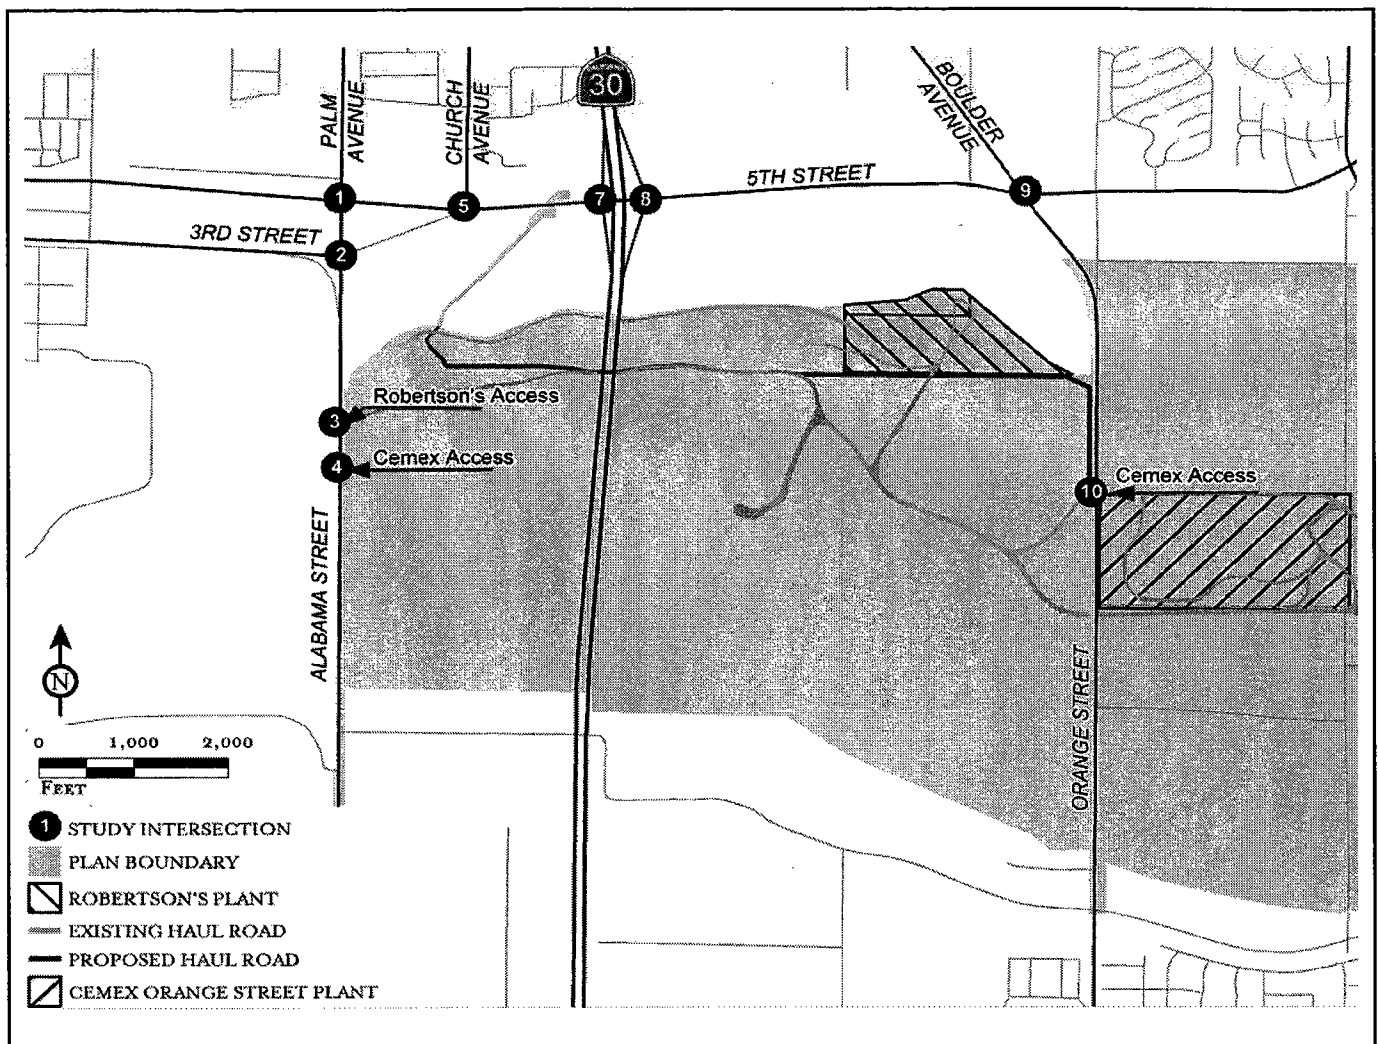 30
PALM
AVENUE
CHURCH
AVENUE
BOULDER
AVENUE
5TH STREET
1
5
7
8
9
3RD STREET
2
Robertson's Access
3
Cemex Access
4
Cemex Access
10
ALABAMA STREET
ORANGE STREET
N
0 1,000 2,000
FEET
1 STUDY INTERSECTION
PLAN BOUNDARY
ROBERTSON'S PLANT
EXISTING HAUL ROAD
PROPOSED HAUL ROAD
CEMEX ORANGE STREET PLANT